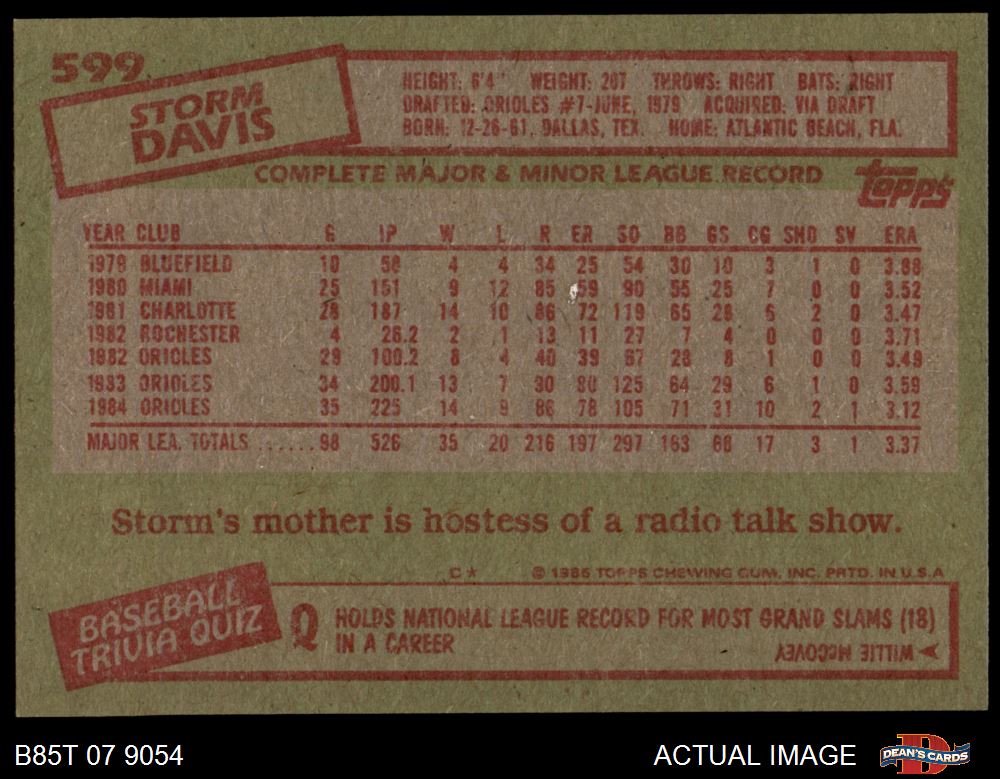 599
STORM
DAVIS
HEIGHT: 6'4" WEIGHT: 207 THROWS: RIGHT BATS: RIGHT
DRAFTED: ORIOLES #7-JUNE, 1979 ACQUIRED: VIA DRAFT
BORN: 12-26-61, DALLAS, TEX. HOME: ATLANTIC BEACH, FLA.
COMPLETE MAJOR & MINOR LEAGUE RECORD
topps
YEAR CLUB G IP W L R ER SO BB GS CG SHO SV ERA
1979 BLUEFIELD 10 58 4 4 34 25 54 30 10 3 1 0 3.88
1980 MIAMI 25 151 9 12 85 59 90 55 25 7 0 0 3.52
1981 CHARLOTTE 28 187 14 10 86 72 119 65 28 6 2 0 3.47
1982 ROCHESTER 4 26.2 2 1 13 11 27 7 4 0 0 0 3.71
1982 ORIOLES 29 100.2 8 4 40 39 67 28 8 1 0 0 3.49
1983 ORIOLES 34 200.1 13 7 90 80 125 64 29 6 1 0 3.59
1984 ORIOLES 35 225 14 9 86 78 105 71 31 10 2 1 3.12
MAJOR LEA. TOTALS ...... 98 526 35 20 216 197 297 163 68 17 3 1 3.37
Storm's mother is hostess of a radio talk show.
C* © 1985 TOPPS CHEWING GUM, INC. PRTD. IN U.S.A.
BASEBALL
TRIVIA QUIZ
Q HOLDS NATIONAL LEAGUE RECORD FOR MOST GRAND SLAMS (18)
IN A CAREER
A WILLIE McCOVEY
B85T 07 9054
ACTUAL IMAGE
DEAN'S CARDS